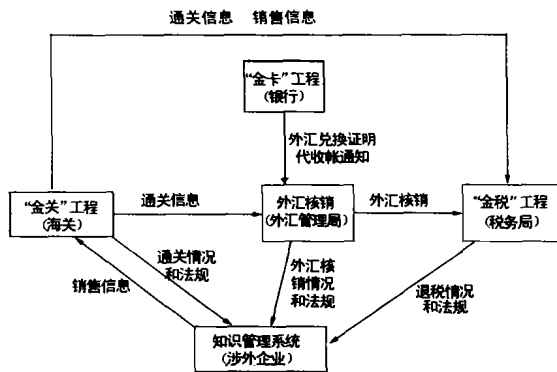 通关信息 销售信息
“金卡”工程
(银行)
外汇兑换证明
代收帐通知
“金关”工程
(海关)
通关信息
外汇核销
(外汇管理局)
外汇核销
“金税”工程
(税务局)
通关情况
和法规
销售信息
外汇核
销情况
和法规
退税情况
和法规
知识管理系统
(涉外企业)